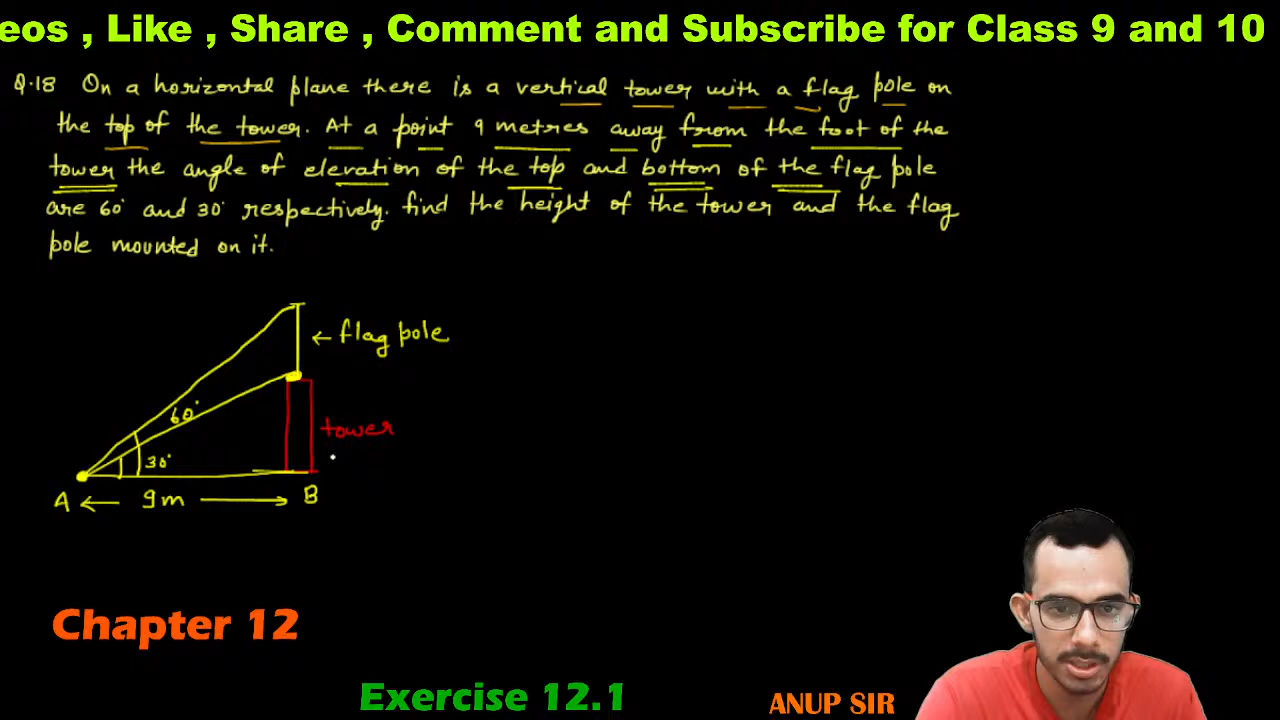 eos , Like , Share , Comment and Subscribe for Class 9 and 10
Q.18 On a horizontal plane there is a vertical tower with a flag pole on
the top of the tower. At a point 9 metres away from the foot of the
tower the angle of elevation of the top and bottom of the flag pole
are 60° and 30° respectively. find the height of the tower and the flag
pole mounted on it.
← flag pole
60°
tower
30°
A ← 9m → B
Chapter 12
Exercise 12.1
ANUP SIR